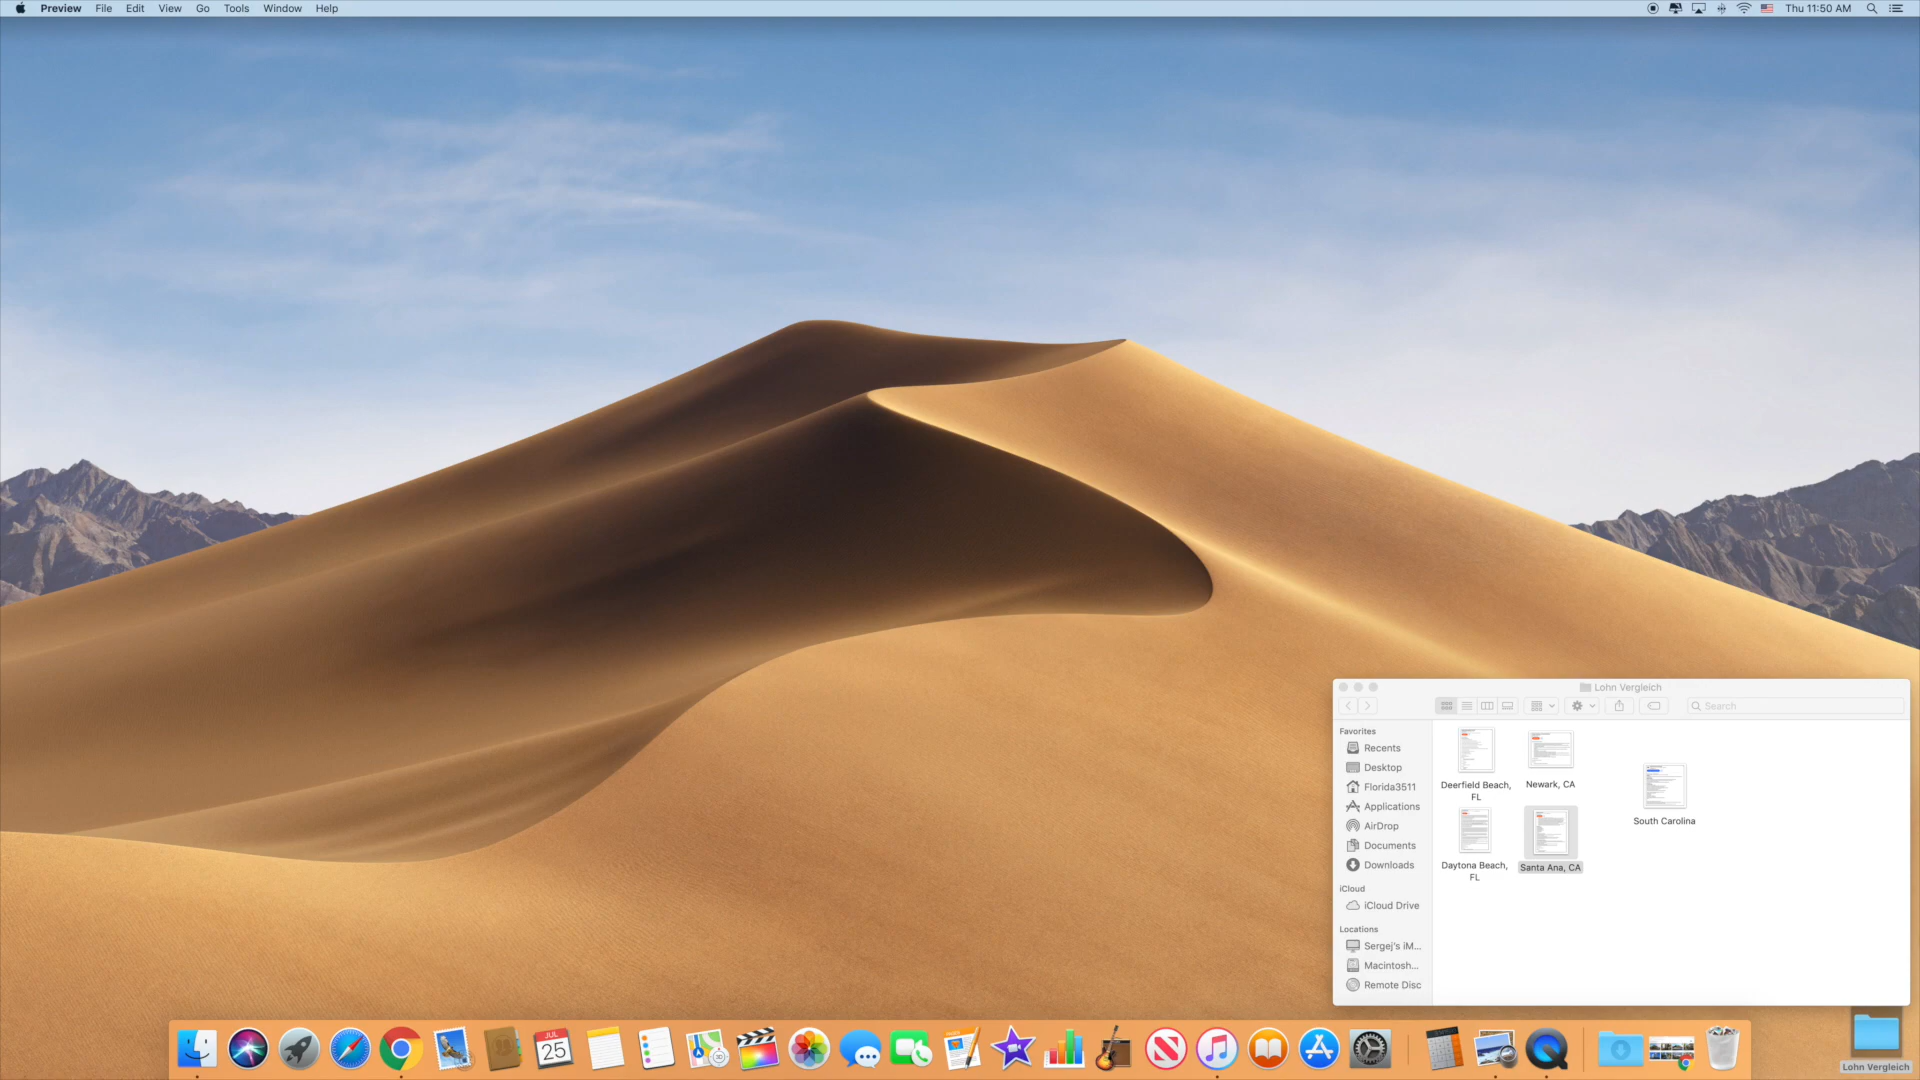 Preview File Edit View Go Tools Window Help
Thu 11:50 AM
Lohn Vergleich
Search
Favorites
Recents
Desktop
Florida3511
Applications
AirDrop
Documents
Downloads
iCloud
iCloud Drive
Locations
Sergej's iM...
Macintosh...
Remote Disc
Deerfield Beach,
FL
Newark, CA
South Carolina
Daytona Beach,
FL
Santa Ana, CA
JUL
25
Lohn Vergleich